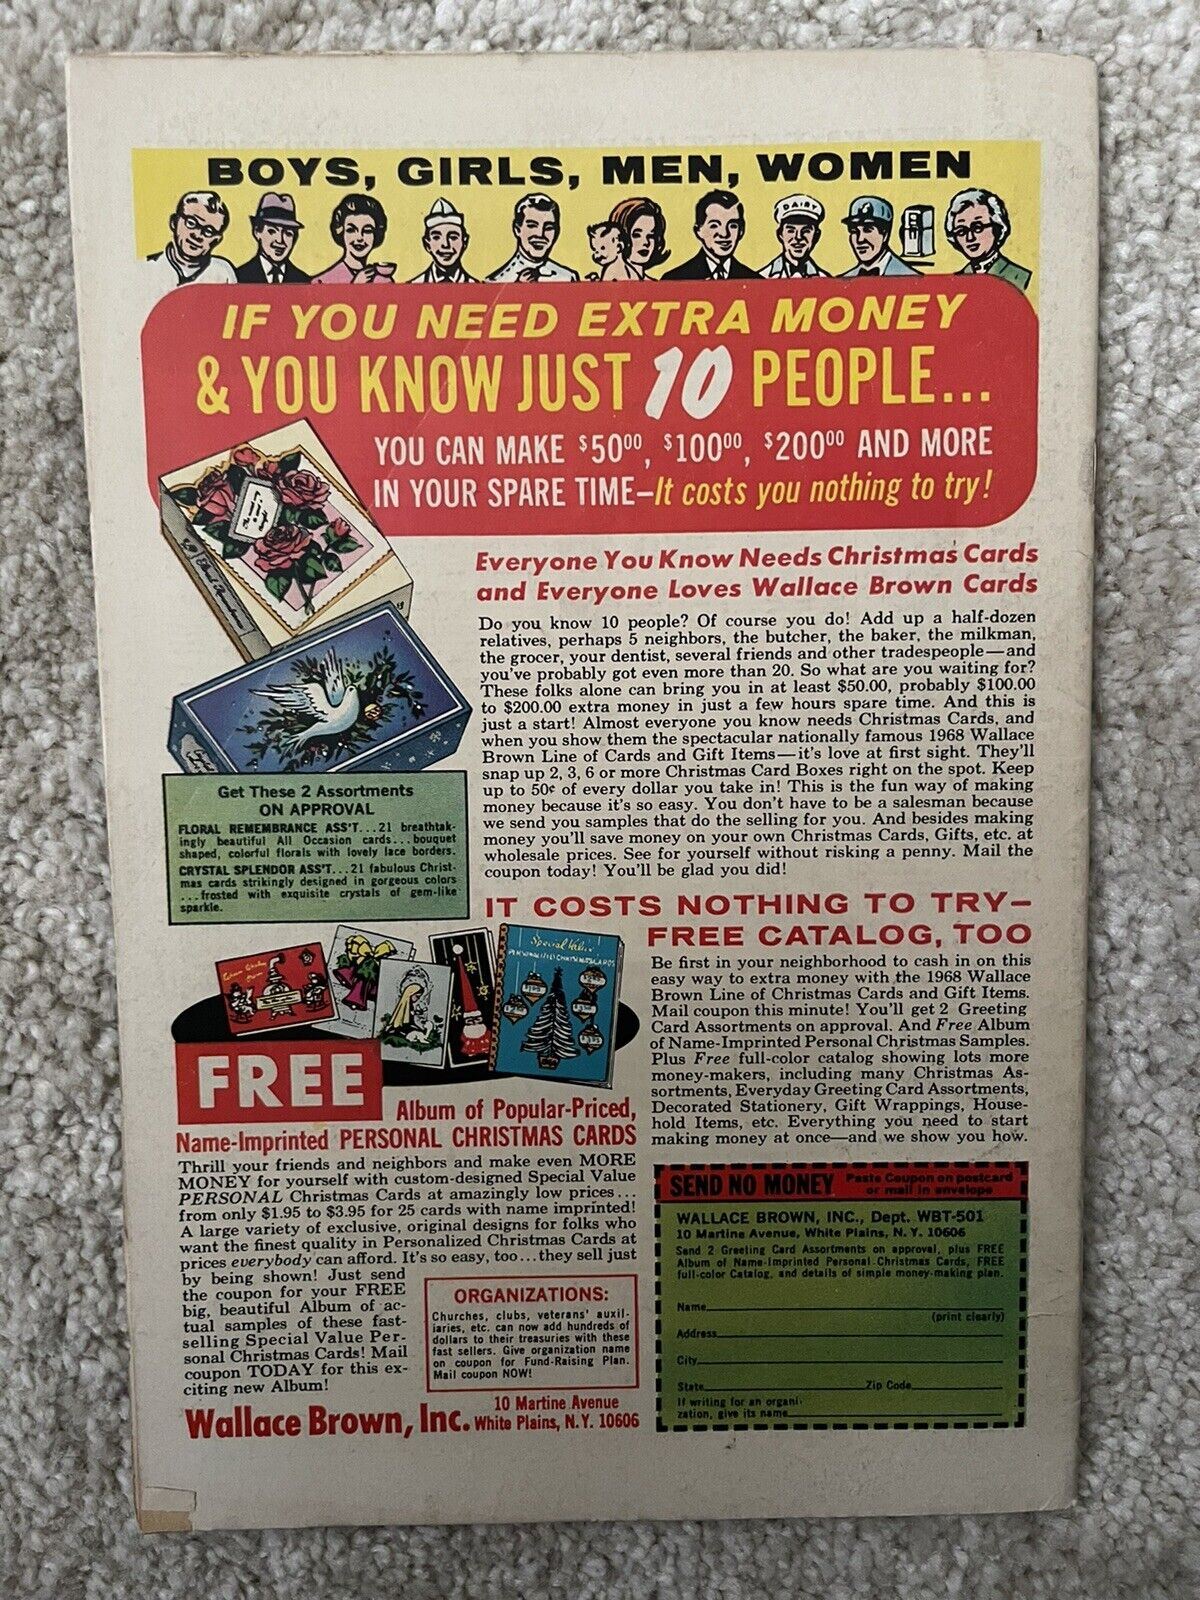 BOYS, GIRLS, MEN, WOMEN
DAIRY
IF YOU NEED EXTRA MONEY
& YOU KNOW JUST 10 PEOPLE...
YOU CAN MAKE $50⁰⁰, $100⁰⁰, $200⁰⁰ AND MORE
IN YOUR SPARE TIME—It costs you nothing to try!
Everyone You Know Needs Christmas Cards
and Everyone Loves Wallace Brown Cards
Do you know 10 people? Of course you do! Add up a half-dozen
relatives, perhaps 5 neighbors, the butcher, the baker, the milkman,
the grocer, your dentist, several friends and other tradespeople—and
you've probably got even more than 20. So what are you waiting for?
These folks alone can bring you in at least $50.00, probably $100.00
to $200.00 extra money in just a few hours spare time. And this is
just a start! Almost everyone you know needs Christmas Cards, and
when you show them the spectacular nationally famous 1968 Wallace
Brown Line of Cards and Gift Items—it's love at first sight. They'll
snap up 2, 3, 6 or more Christmas Card Boxes right on the spot. Keep
up to 50¢ of every dollar you take in! This is the fun way of making
money because it's so easy. You don't have to be a salesman because
we send you samples that do the selling for you. And besides making
money you'll save money on your own Christmas Cards, Gifts, etc. at
wholesale prices. See for yourself without risking a penny. Mail the
coupon today! You'll be glad you did!
Get These 2 Assortments
ON APPROVAL
FLORAL REMEMBRANCE ASS'T...21 breathtak-
ingly beautiful All Occasion cards...bouquet
shaped, colorful florals with lovely lace borders.
CRYSTAL SPLENDOR ASS'T...21 fabulous Christ-
mas cards strikingly designed in gorgeous colors
...frosted with exquisite crystals of gem-like
sparkle.
IT COSTS NOTHING TO TRY—
FREE CATALOG, TOO
Be first in your neighborhood to cash in on this
easy way to extra money with the 1968 Wallace
Brown Line of Christmas Cards and Gift Items.
Mail coupon this minute! You'll get 2 Greeting
Card Assortments on approval. And Free Album
of Name-Imprinted Personal Christmas Samples.
Plus Free full-color catalog showing lots more
money-makers, including many Christmas As-
sortments, Everyday Greeting Card Assortments,
Decorated Stationery, Gift Wrappings, House-
hold Items, etc. Everything you need to start
making money at once—and we show you how.
Special Value
PERSONALIZED CHRISTMAS CARDS
FREE
Album of Popular-Priced,
Name-Imprinted PERSONAL CHRISTMAS CARDS
Thrill your friends and neighbors and make even MORE
MONEY for yourself with custom-designed Special Value
PERSONAL Christmas Cards at amazingly low prices...
from only $1.95 to $3.95 for 25 cards with name imprinted!
A large variety of exclusive, original designs for folks who
want the finest quality in Personalized Christmas Cards at
prices everybody can afford. It's so easy, too...they sell just
by being shown! Just send
the coupon for your FREE
big, beautiful Album of ac-
tual samples of these fast-
selling Special Value Per-
sonal Christmas Cards! Mail
coupon TODAY for this ex-
citing new Album!
ORGANIZATIONS:
Churches, clubs, veterans' auxil-
iaries, etc. can now add hundreds of
dollars to their treasuries with these
fast sellers. Give organization name
on coupon for Fund-Raising Plan.
Mail coupon NOW!
Wallace Brown, Inc.
10 Martine Avenue
White Plains, N.Y. 10606
SEND NO MONEY Paste Coupon on postcard
or mail in envelope
WALLACE BROWN, INC., Dept. WBT-501
10 Martine Avenue, White Plains, N. Y. 10606
Send 2 Greeting Card Assortments on approval, plus FREE
Album of Name-Imprinted Personal Christmas Cards, FREE
full-color Catalog, and details of simple money-making plan.
Name
(print clearly)
Address
City
State Zip Code
If writing for an organi-
zation, give its name